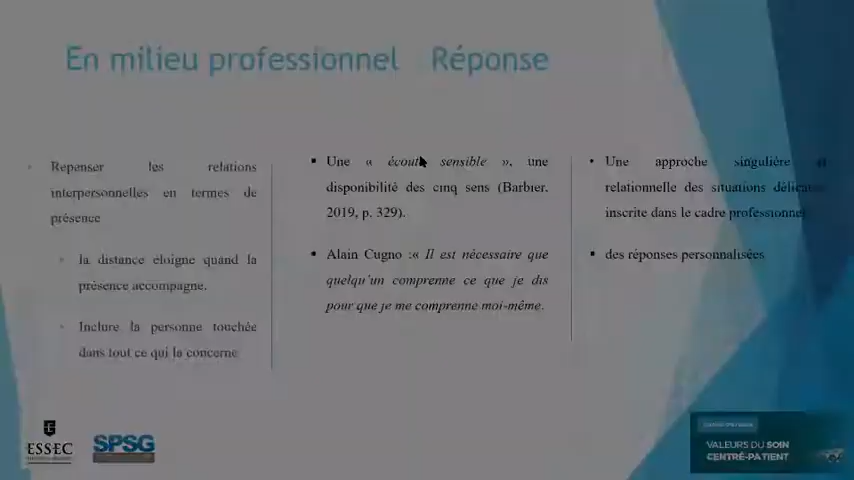 En milieu professionnel Réponse
Repenser les relations
interpersonnelles en termes de
présence
la distance éloigne quand la
présence accompagne.
Inclure la personne touchée
dans tout ce qui la concerne
Une « écoute sensible », une
disponibilité des cinq sens (Barbier,
2019, p. 329).
Alain Cugno :« Il est nécessaire que
quelqu'un comprenne ce que je dis
pour que je me comprenne moi-même.
Une approche singulière et
relationnelle des situations délicates
inscrite dans le cadre professionnel
des réponses personnalisées
ESSEC
SPSG
VALEURS DU SOIN
CENTRÉ-PATIENT